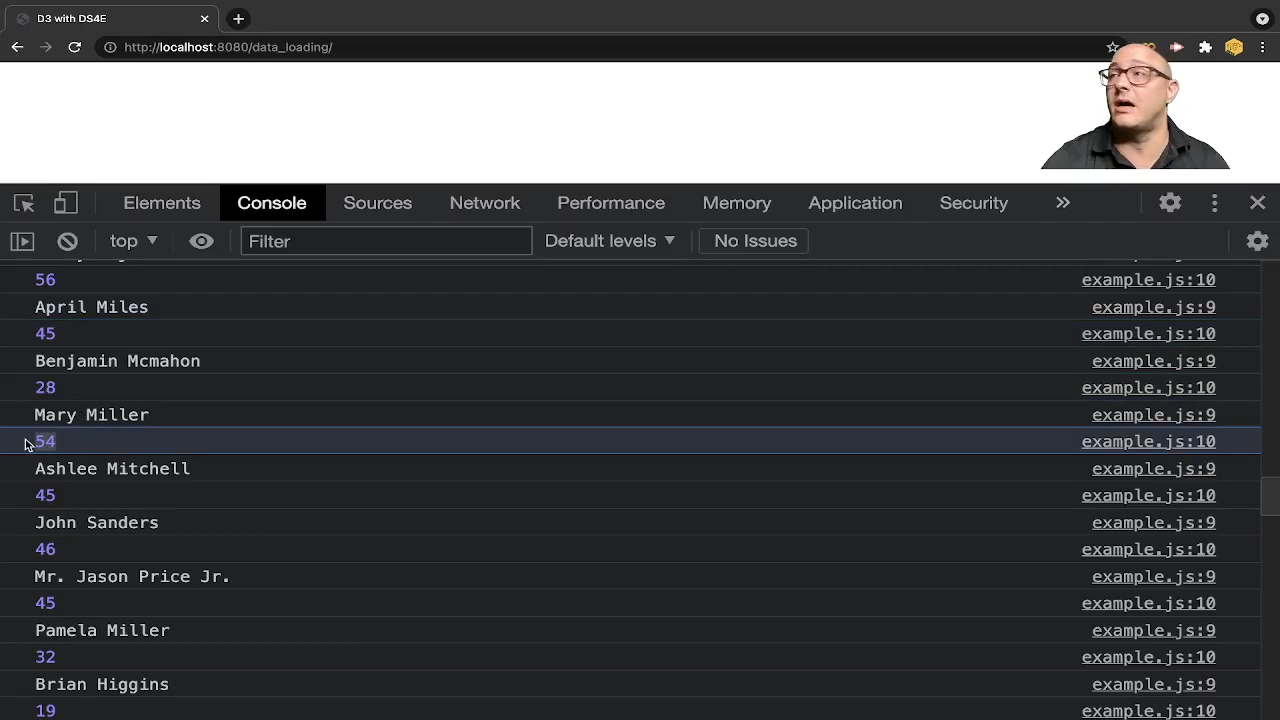 D3 with DS4E
http://localhost:8080/data_loading/
Elements Console Sources Network Performance Memory Application Security
top Filter Default levels No Issues
56 example.js:10
April Miles example.js:9
45 example.js:10
Benjamin Mcmahon example.js:9
28 example.js:10
Mary Miller example.js:9
54 example.js:10
Ashlee Mitchell example.js:9
45 example.js:10
John Sanders example.js:9
46 example.js:10
Mr. Jason Price Jr. example.js:9
45 example.js:10
Pamela Miller example.js:9
32 example.js:10
Brian Higgins example.js:9
19 example.js:10